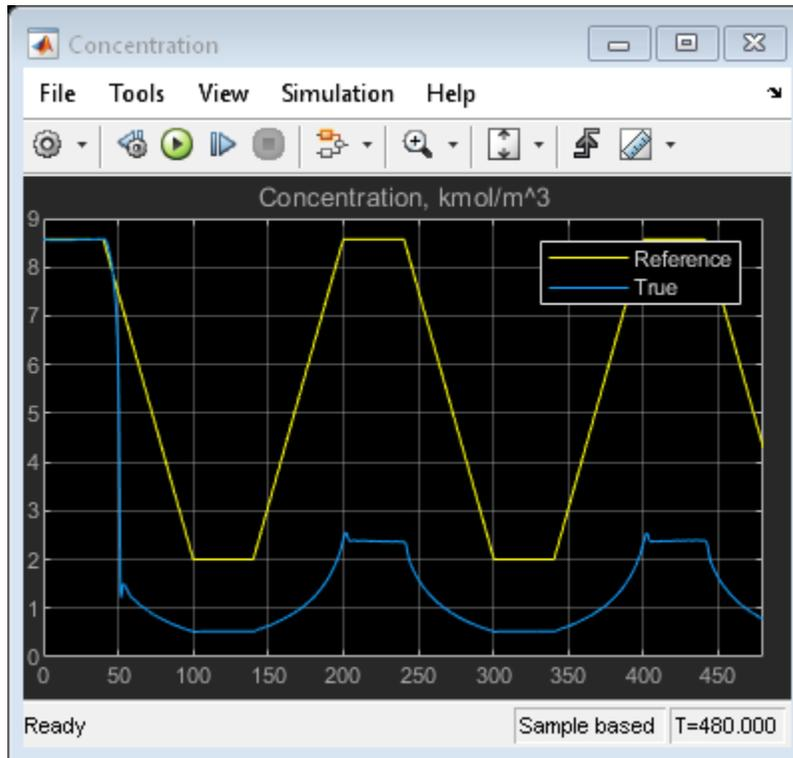 Concentration
File Tools View Simulation Help
Concentration, kmol/m^3
9
8
7
6
5
4
3
2
1
0
Reference
True
0 50 100 150 200 250 300 350 400 450
Ready Sample based T=480.000